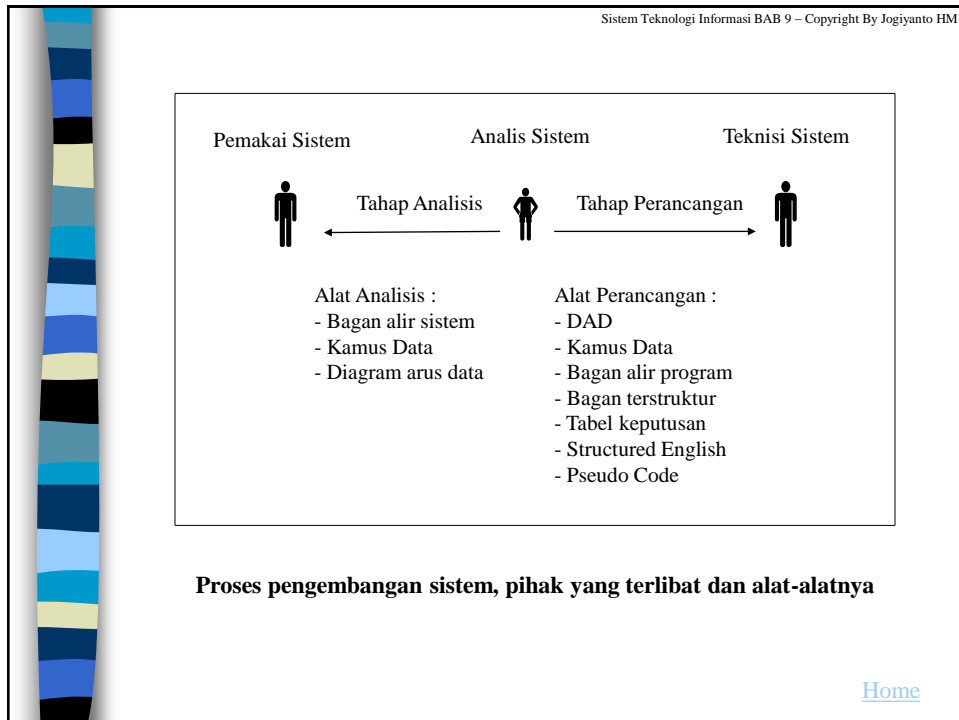 Sistem Teknologi Informasi BAB 9 – Copyright By Jogiyanto HM
Pemakai Sistem
Analis Sistem
Teknisi Sistem
Tahap Analisis
Tahap Perancangan
Alat Analisis :
- Bagan alir sistem
- Kamus Data
- Diagram arus data
Alat Perancangan :
- DAD
- Kamus Data
- Bagan alir program
- Bagan terstruktur
- Tabel keputusan
- Structured English
- Pseudo Code
Proses pengembangan sistem, pihak yang terlibat dan alat-alatnya
Home